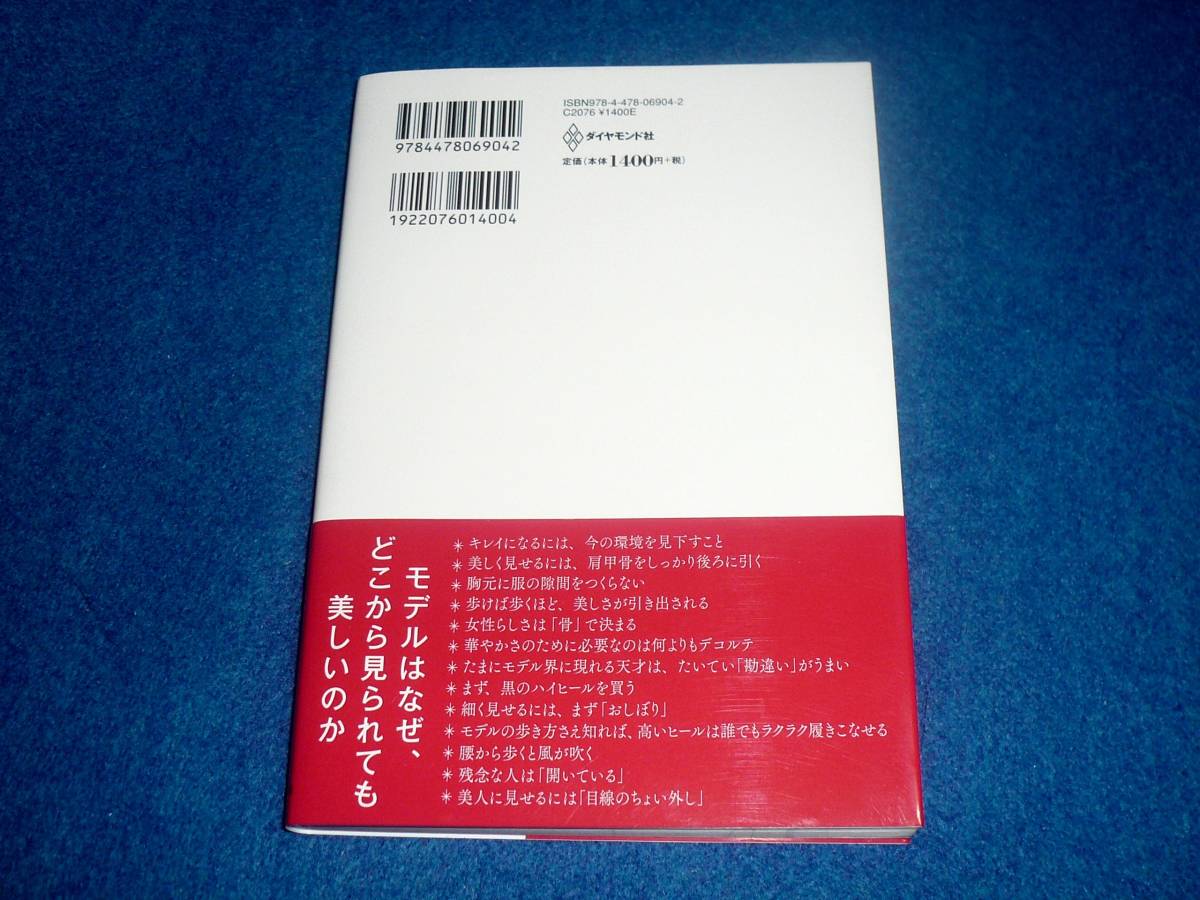 9784478069042
1922076014004
ISBN978-4-478-06904-2
C2076 ¥1400E
ダイヤモンド社
定価(本体1400円+税)
モデルはなぜ、
どこから見られても
美しいのか
*キレイになるには、今の環境を見下すこと
*美しく見せるには、肩甲骨をしっかり後ろに引く
*胸元に服の隙間をつくらない
*歩けば歩くほど、美しさが引き出される
*女性らしさは「骨」で決まる
*華やかさのために必要なのは何よりもデコルテ
*たまにモデル界に現れる天才は、たいてい「勘違い」がうまい
*まず、黒のハイヒールを買う
*細く見せるには、まず「おしぼり」
*モデルの歩き方さえ知れば、高いヒールは誰でもラクラク履きこなせる
*腰から歩くと風が吹く
*残念な人は「開いている」
*美人に見せるには「目線のちょい外し」